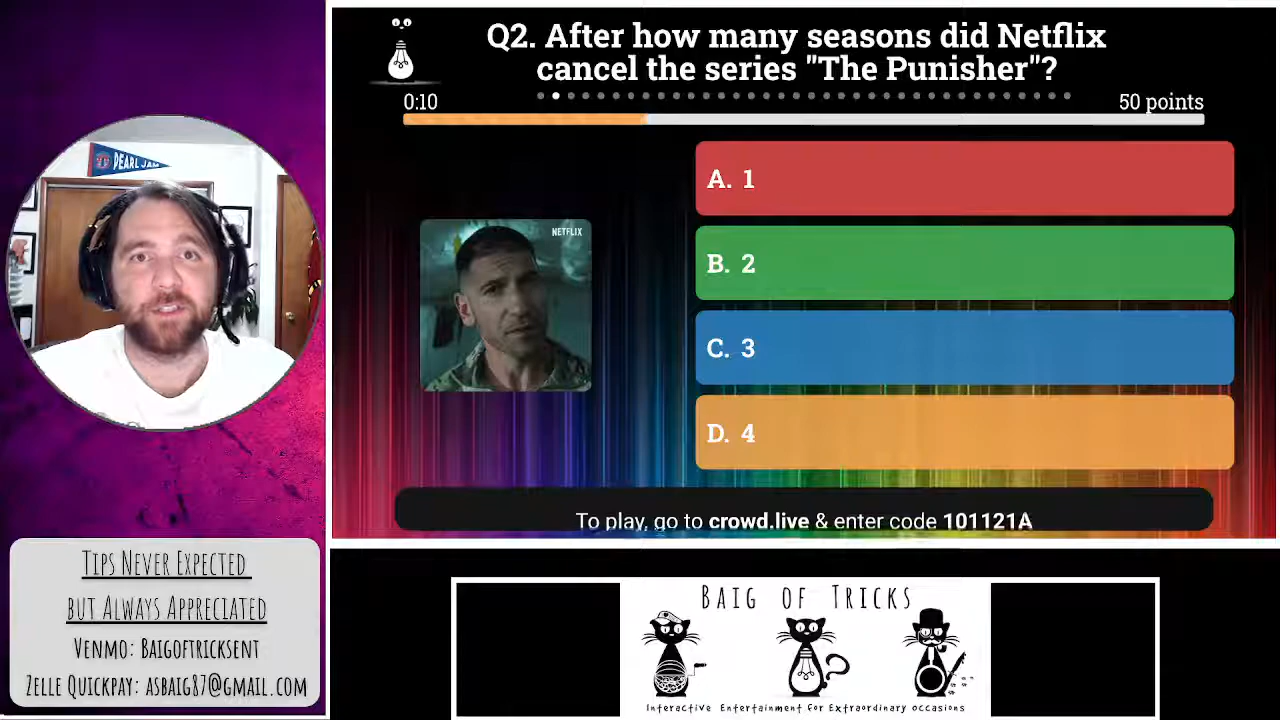 Q2. After how many seasons did Netflix
cancel the series "The Punisher"?
0:10
50 points
PEARL JAM
NETFLIX
A. 1
B. 2
C. 3
D. 4
To play, go to crowd.live & enter code 101121A
TIPS NEVER EXPECTED
BUT ALWAYS APPRECIATED
VENMO: BAIGOFTRICKSENT
ZELLE QUICKPAY: ASBAIG87@GMAIL.COM
BAIG OF TRICKS
Interactive Entertainment for Extraordinary occasions